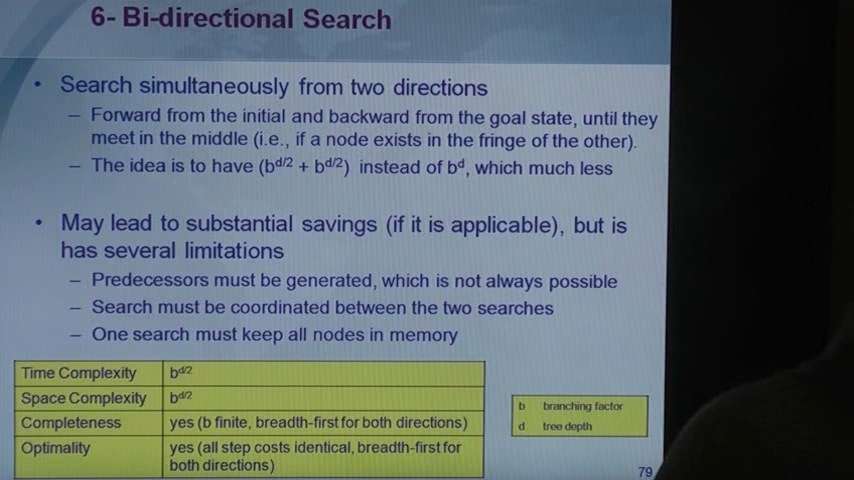 6- Bi-directional Search
• Search simultaneously from two directions
– Forward from the initial and backward from the goal state, until they
meet in the middle (i.e., if a node exists in the fringe of the other).
– The idea is to have (b^d/2 + b^d/2) instead of b^d, which much less
• May lead to substantial savings (if it is applicable), but is
has several limitations
– Predecessors must be generated, which is not always possible
– Search must be coordinated between the two searches
– One search must keep all nodes in memory
Time Complexity b^d/2
Space Complexity b^d/2
Completeness yes (b finite, breadth-first for both directions)
Optimality yes (all step costs identical, breadth-first for
both directions)
b branching factor
d tree depth
79